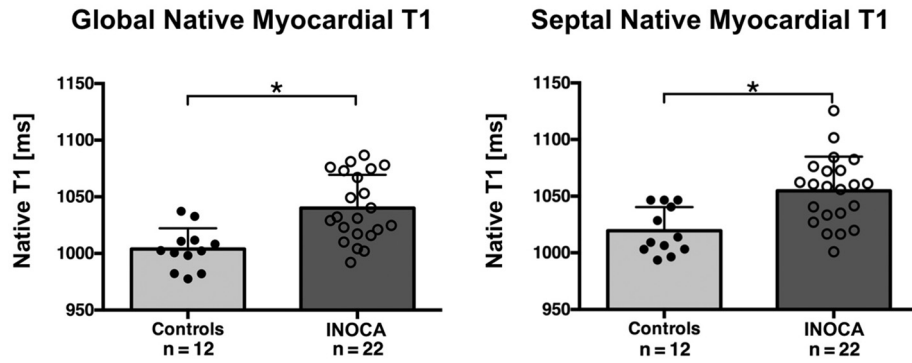 Global Native Myocardial T1
Native T1 [ms]
1150
1100
1050
1000
950
*
Controls
n = 12
INOCA
n = 22
Septal Native Myocardial T1
Native T1 [ms]
1150
1100
1050
1000
950
*
Controls
n = 12
INOCA
n = 22